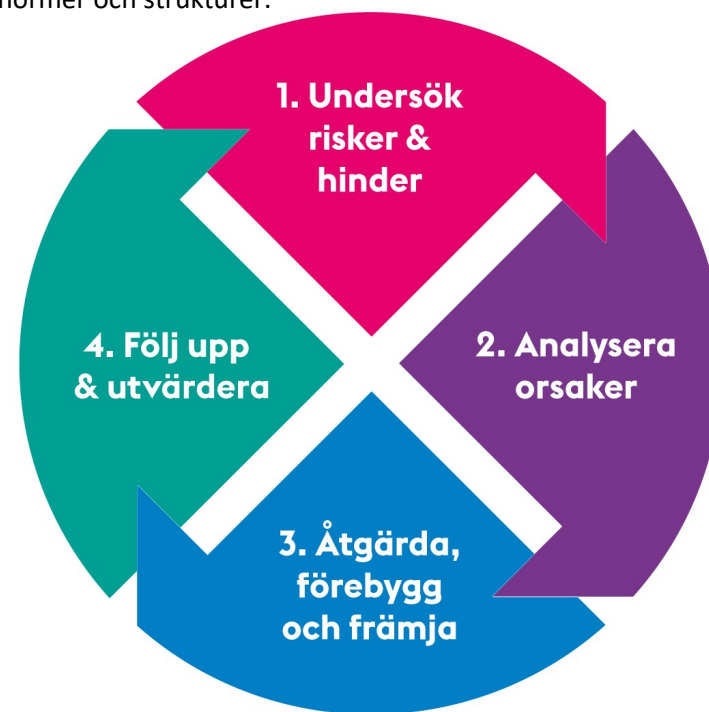 normer och strukturer.
1. Undersök
risker &
hinder
2. Analysera
orsaker
3. Åtgärda,
förebygg
och främja
4. Följ upp
& utvärdera